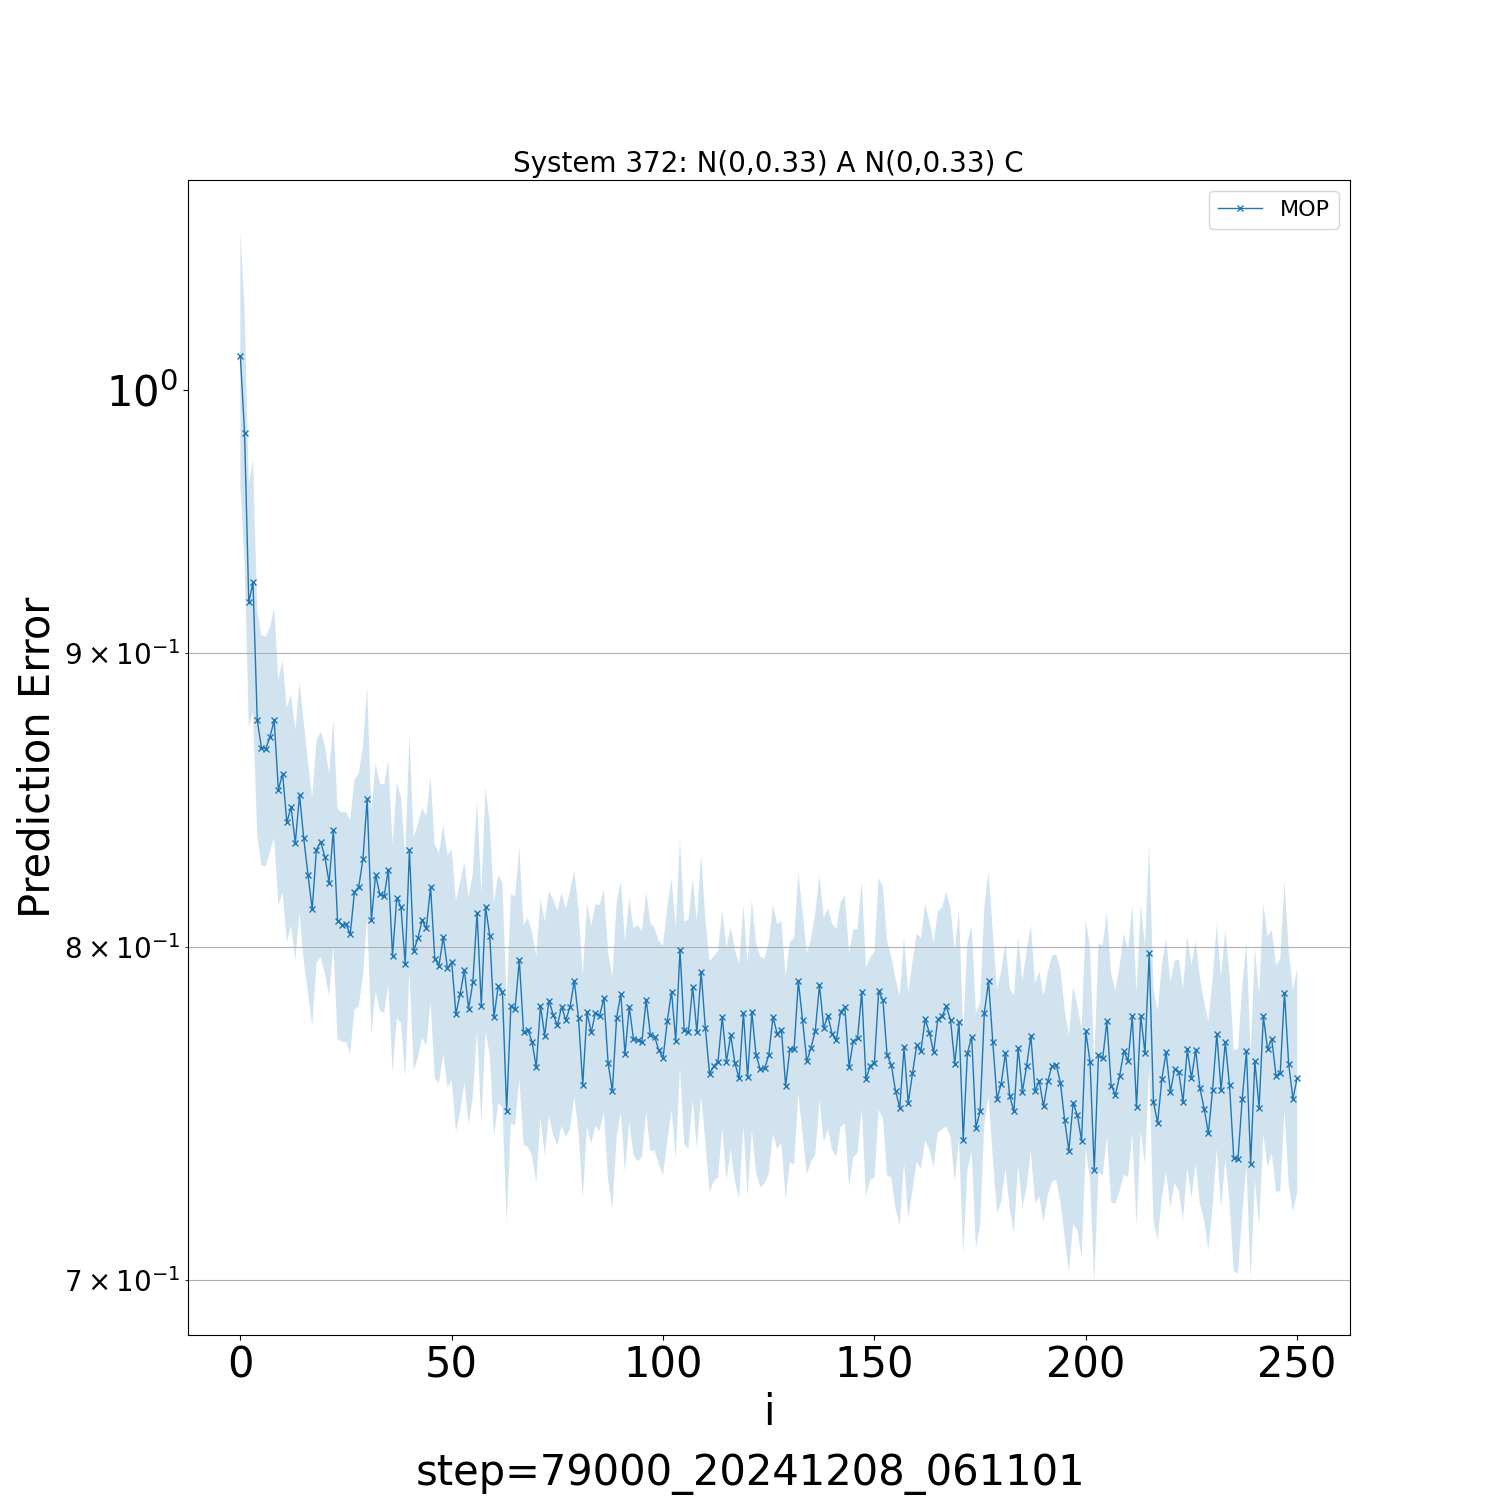 System 372: N(0,0.33) A N(0,0.33) C
MOP
Prediction Error
10⁰
9 × 10⁻¹
8 × 10⁻¹
7 × 10⁻¹
0 50 100 150 200 250
i
step=79000_20241208_061101